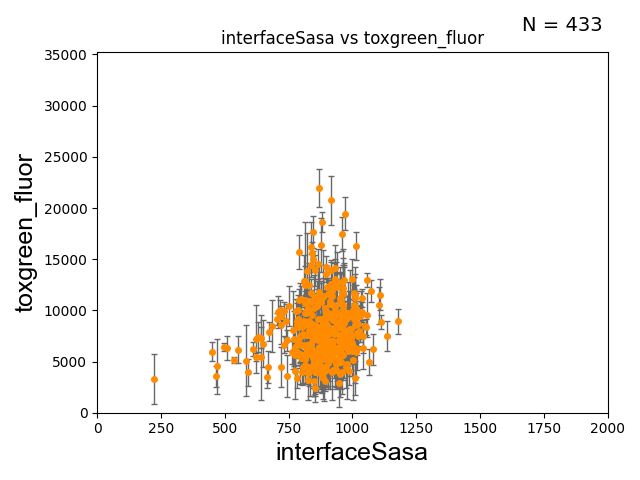 N = 433
interfaceSasa vs toxgreen_fluor
35000
30000
25000
20000
15000
10000
5000
0
toxgreen_fluor
0 250 500 750 1000 1250 1500 1750 2000
interfaceSasa